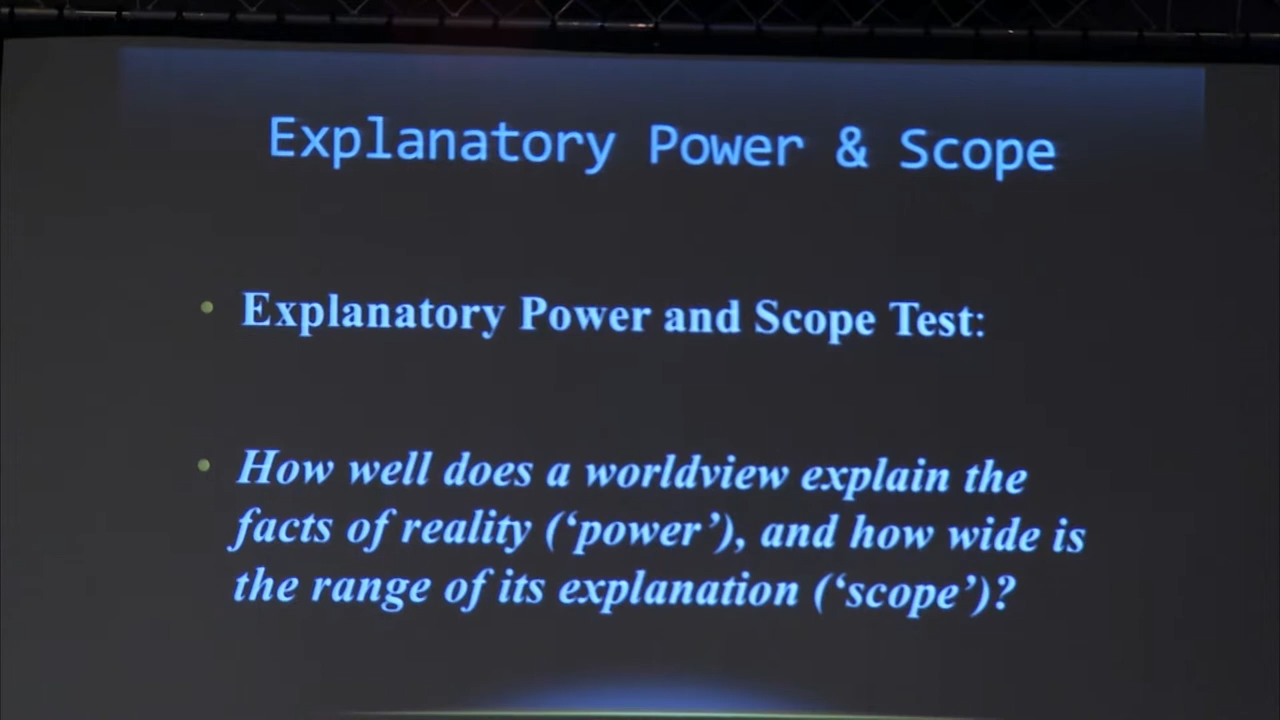 Explanatory Power & Scope
• Explanatory Power and Scope Test:
• How well does a worldview explain the
facts of reality (‘power’), and how wide is
the range of its explanation (‘scope’)?